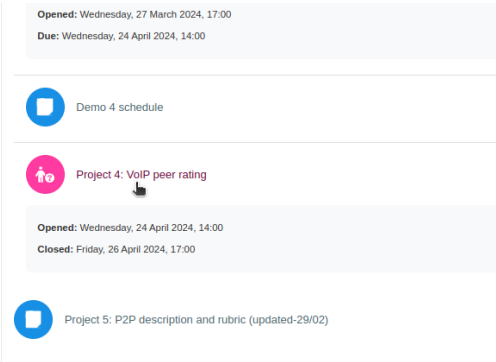 Opened: Wednesday, 27 March 2024, 17:00
Due: Wednesday, 24 April 2024, 14:00
Demo 4 schedule
Project 4: VoIP peer rating
Opened: Wednesday, 24 April 2024, 14:00
Closed: Friday, 26 April 2024, 17:00
Project 5: P2P description and rubric (updated-29/02)